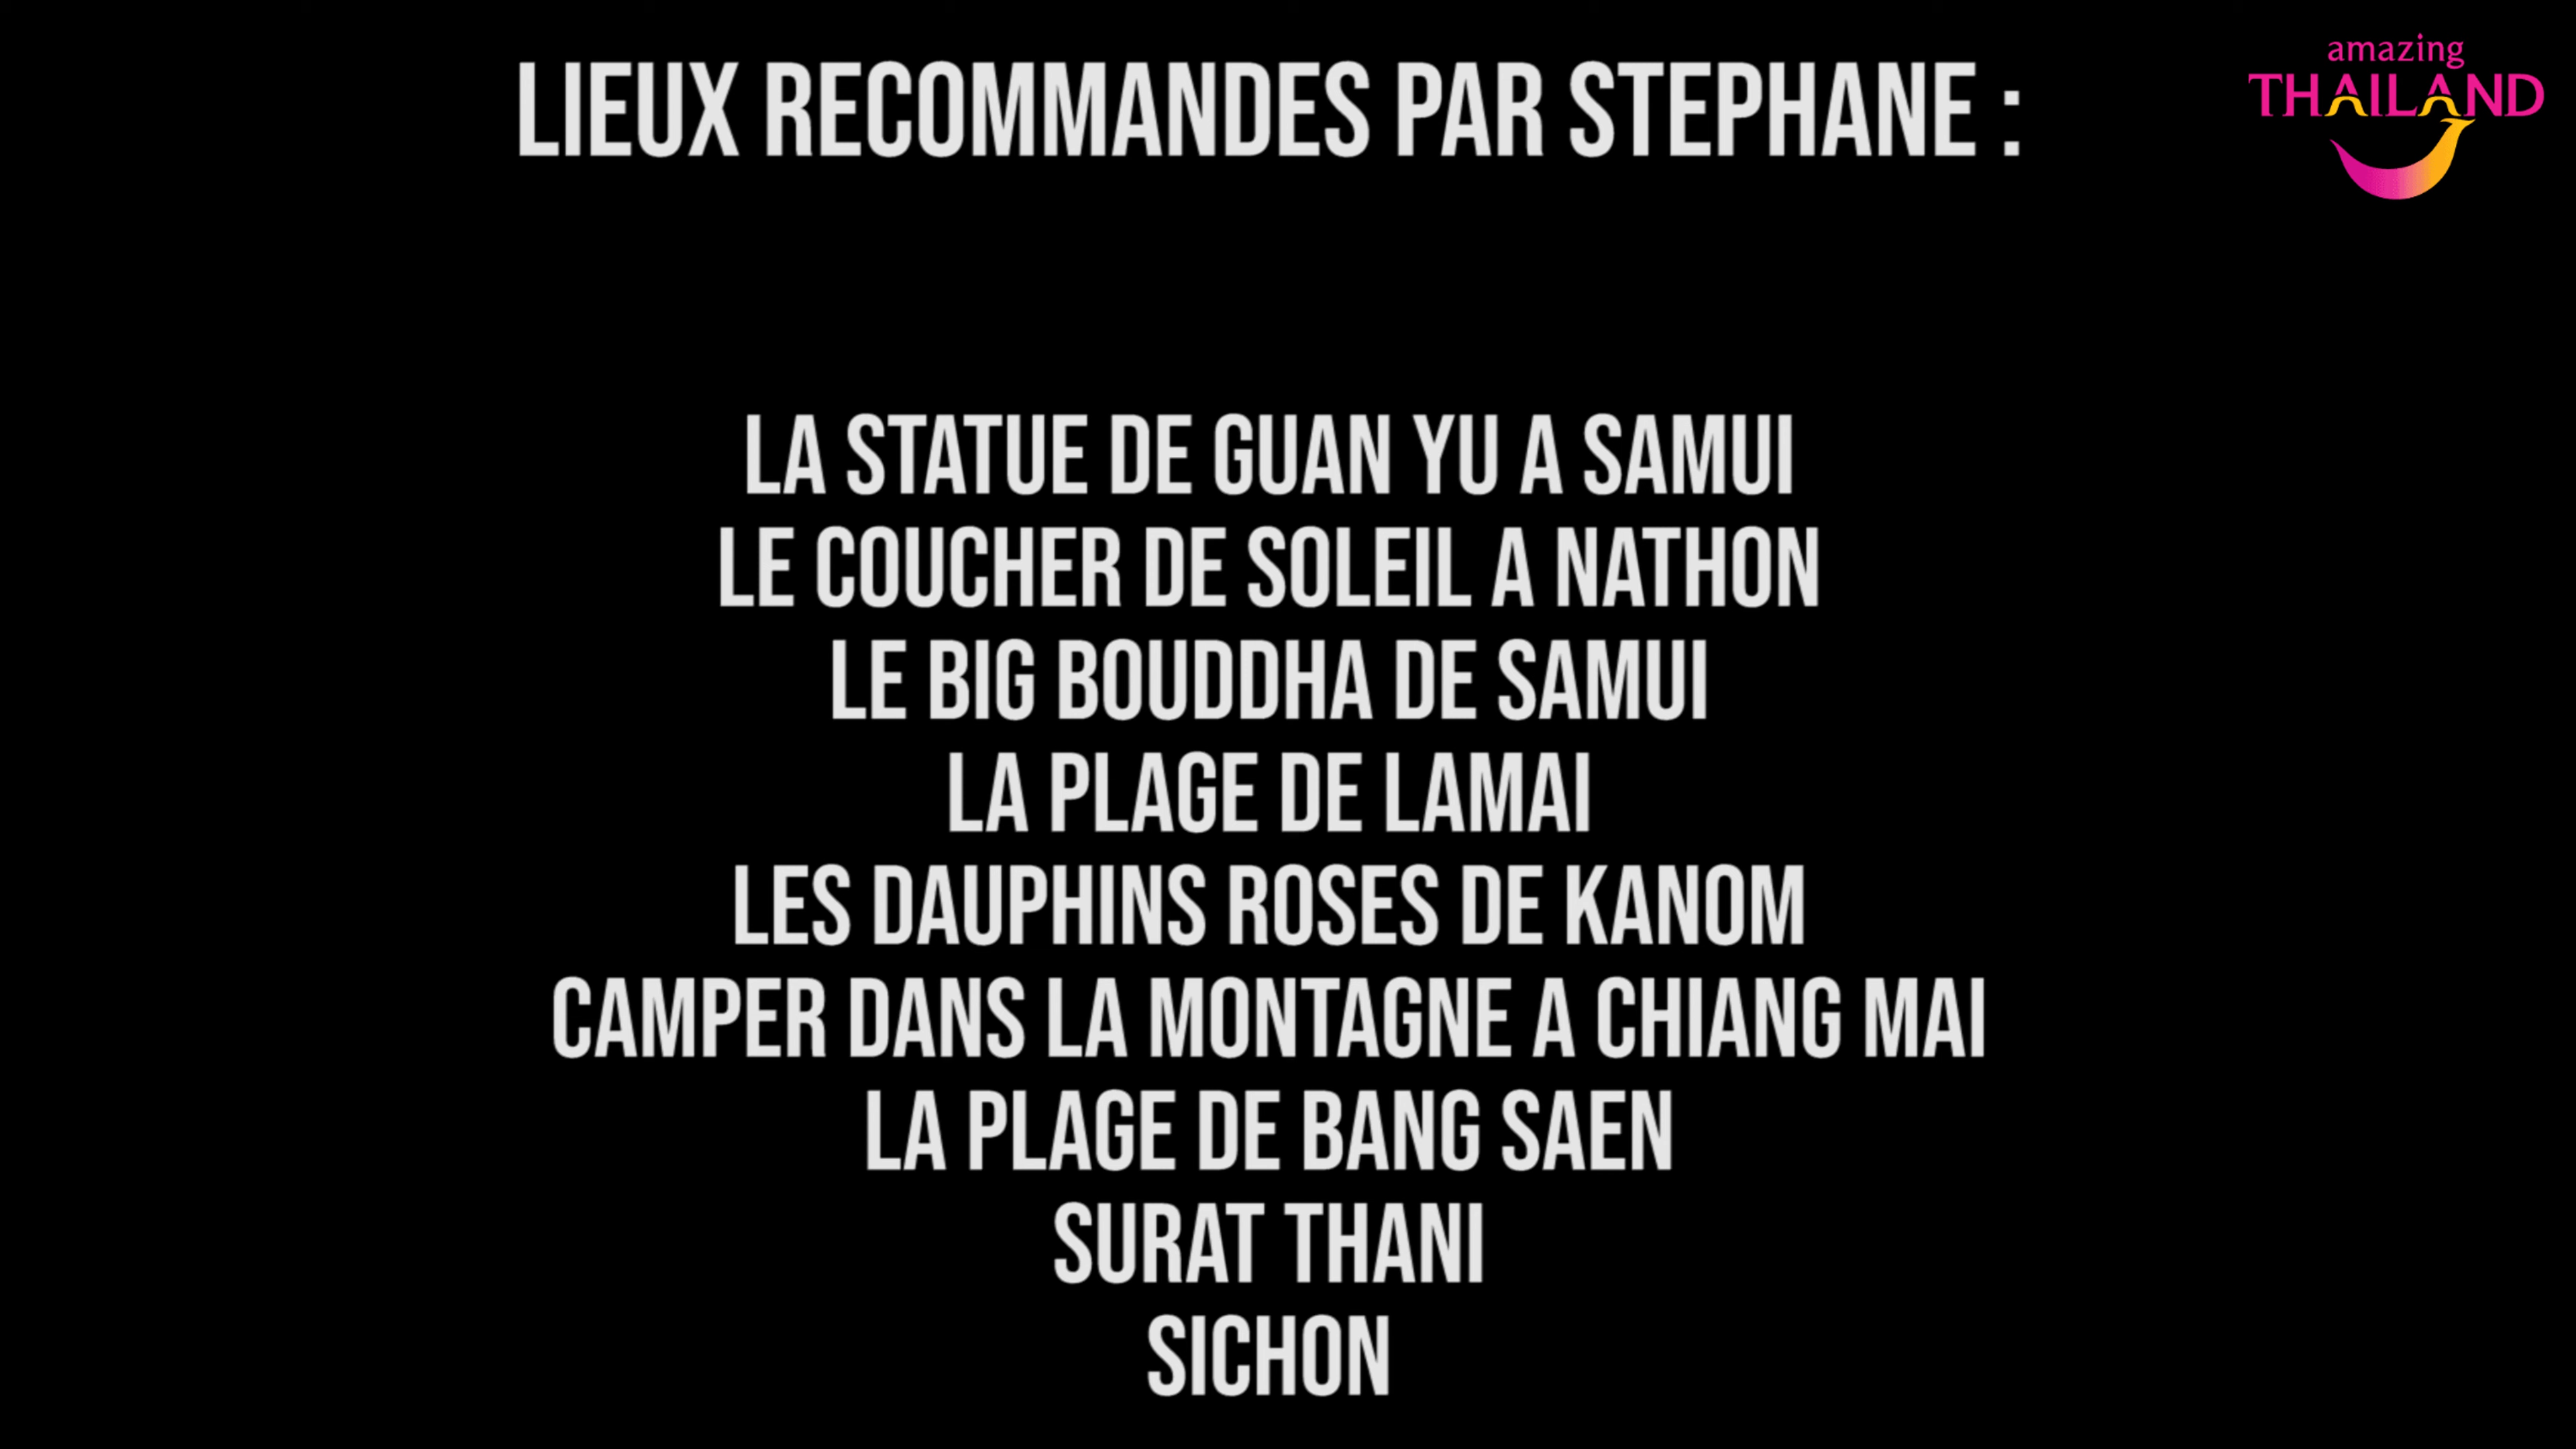 LIEUX RECOMMANDES PAR STEPHANE :
amazing
THAILAND
LA STATUE DE GUAN YU A SAMUI
LE COUCHER DE SOLEIL A NATHON
LE BIG BOUDDHA DE SAMUI
LA PLAGE DE LAMAI
LES DAUPHINS ROSES DE KANOM
CAMPER DANS LA MONTAGNE A CHIANG MAI
LA PLAGE DE BANG SAEN
SURAT THANI
SICHON